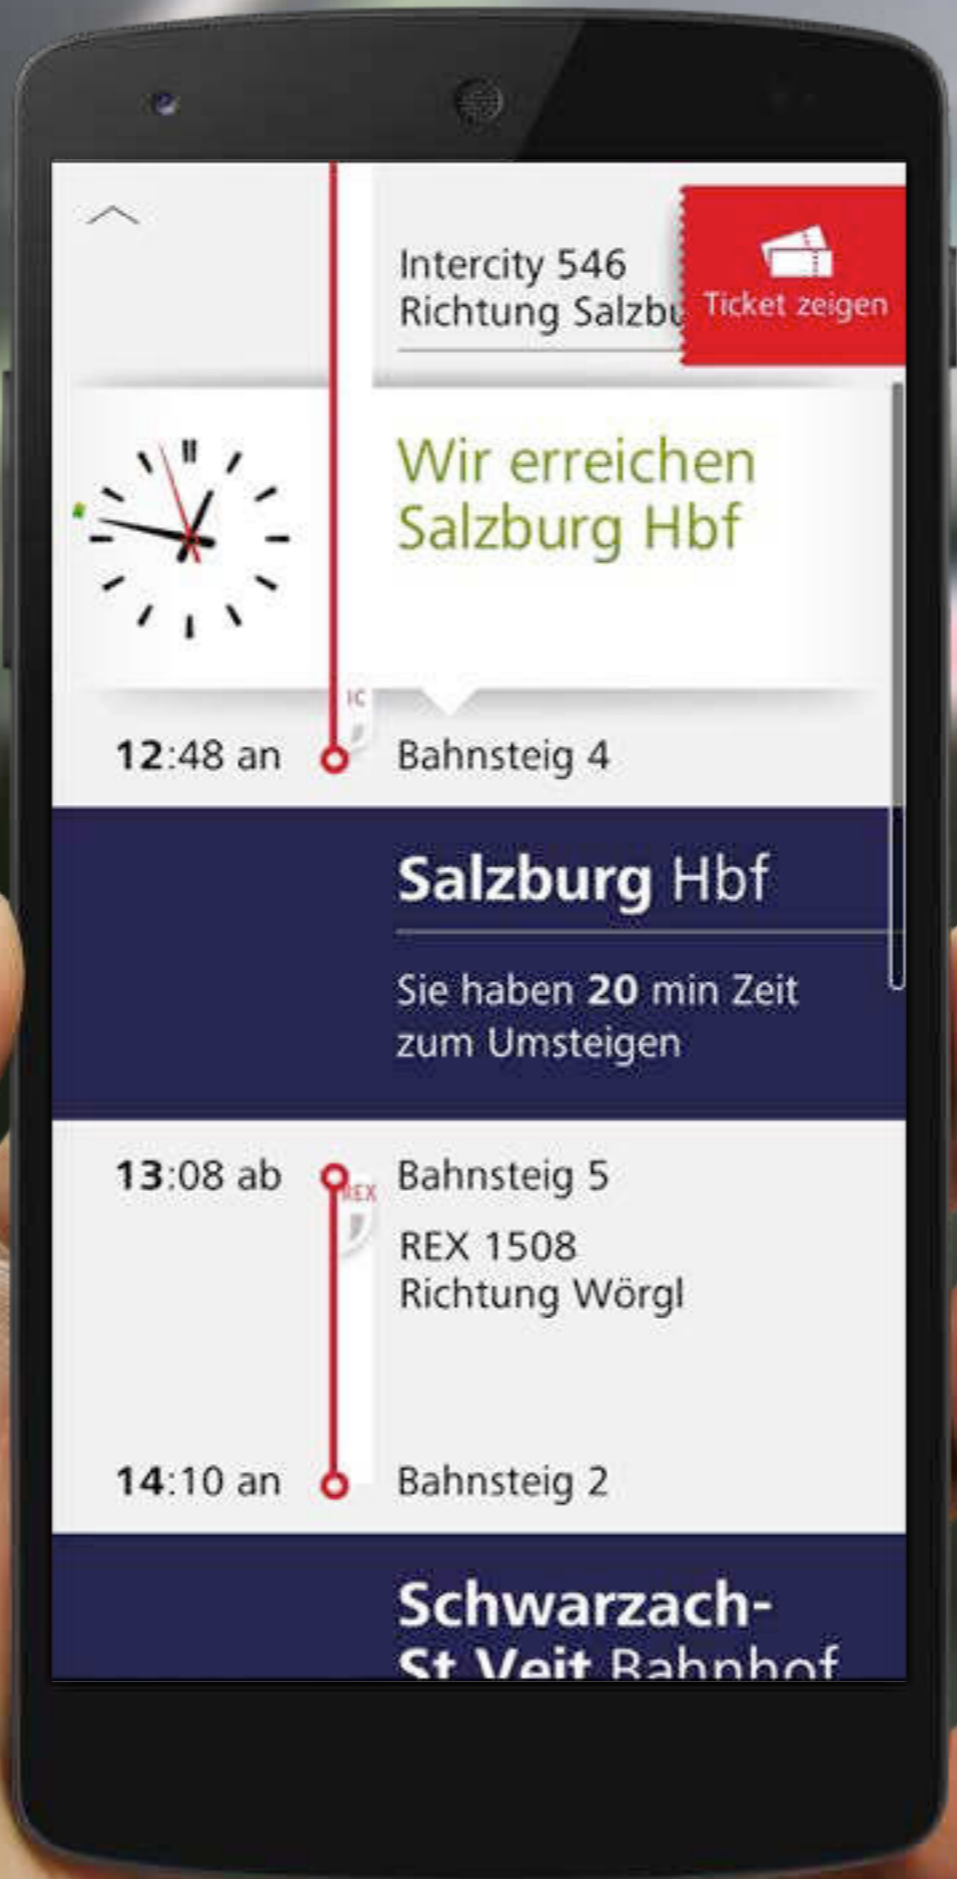 Intercity 546
Richtung Salzbu
Ticket zeigen
Wir erreichen
Salzburg Hbf
IC
12:48 an
Bahnsteig 4
Salzburg Hbf
Sie haben 20 min Zeit
zum Umsteigen
13:08 ab
Bahnsteig 5
REX
REX 1508
Richtung Wörgl
14:10 an
Bahnsteig 2
Schwarzach-
St.Veit Bahnhof